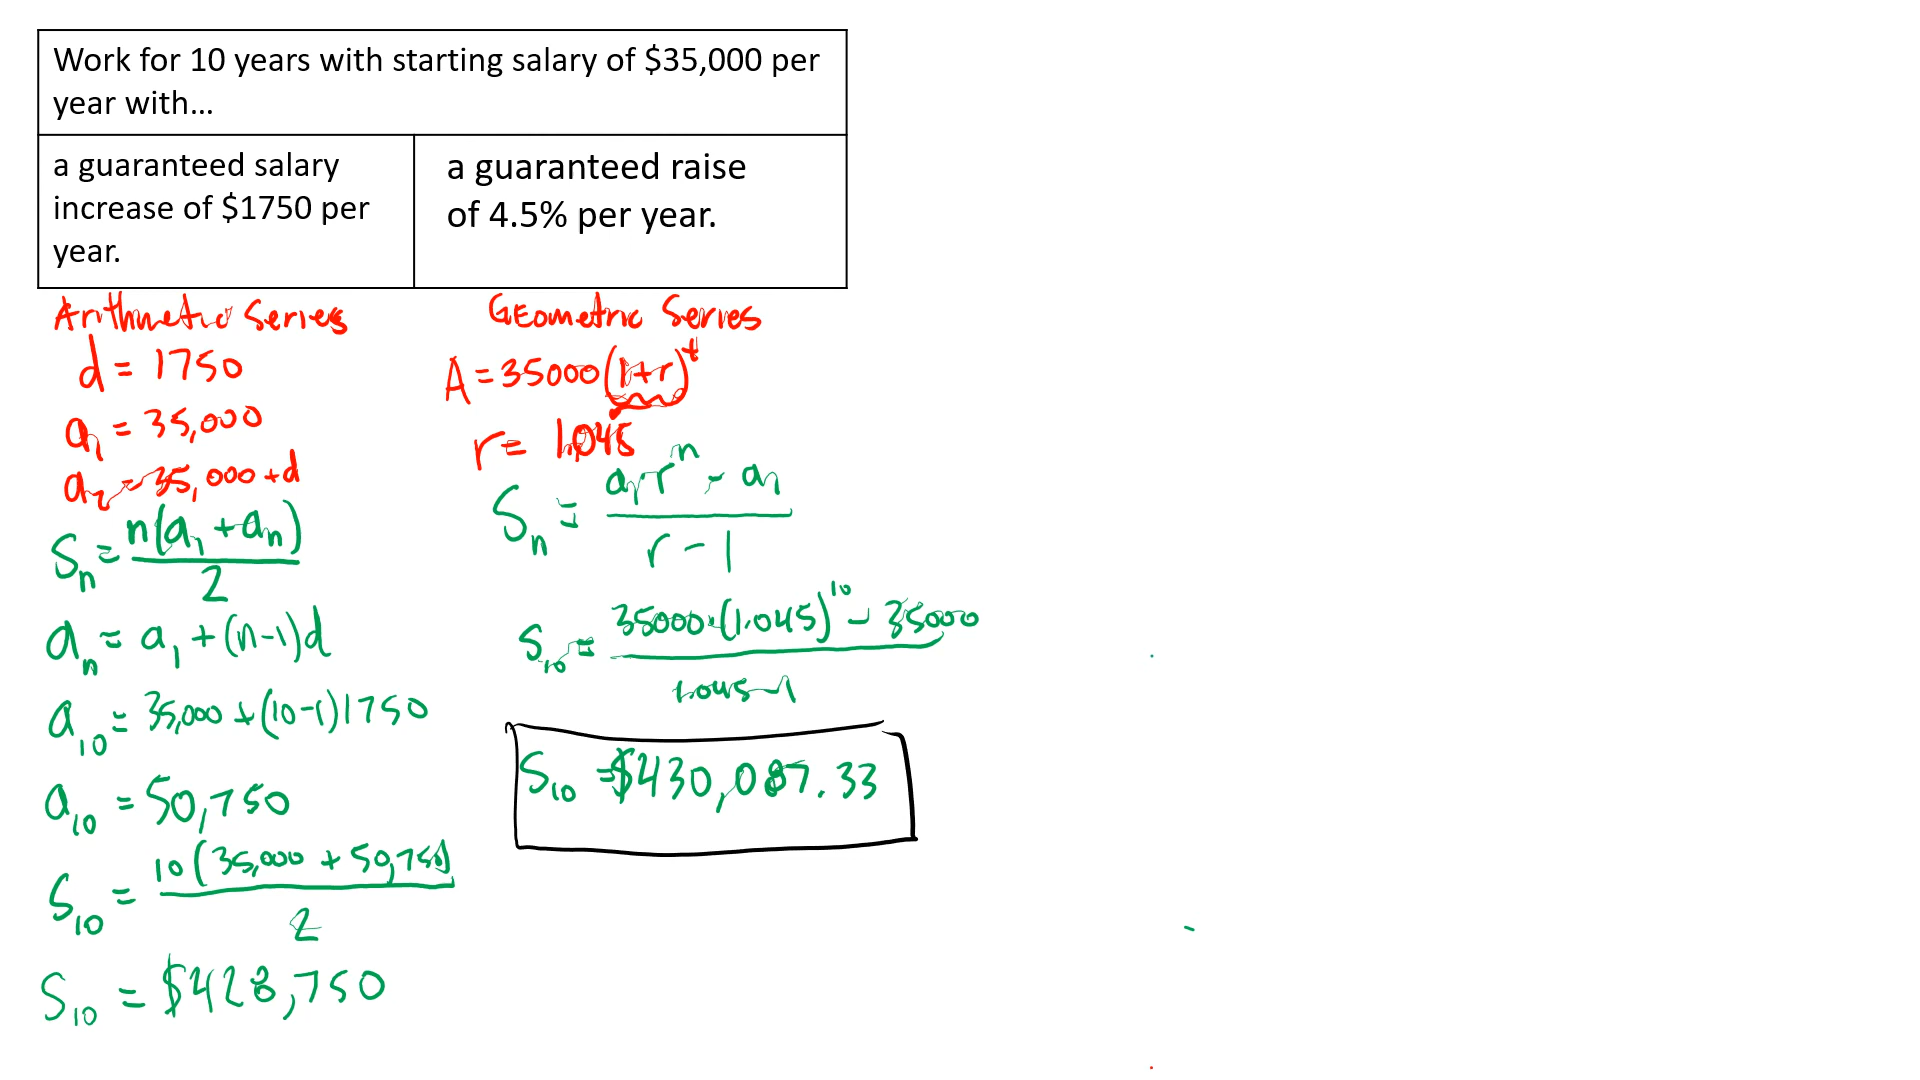 Work for 10 years with starting salary of $35,000 per
year with…
a guaranteed salary
increase of $1750 per
year.
a guaranteed raise
of 4.5% per year.
Arithmetic Series
d = 1750
a₁ = 35,000
a₂ = 35,000 + d
Sₙ = n(a₁ + aₙ)
2
aₙ = a₁ + (n-1)d
a₁₀ = 35,000 + (10-1)1750
a₁₀ = 50,750
S₁₀ = 10(35,000 + 50,750)
2
S₁₀ = $428,750
Geometric Series
A = 35000(1+r)ᵗ
r = 1.045
Sₙ = a₁·rⁿ - a₁
r - 1
S₁₀ = 35000·(1.045)¹⁰ - 35000
1.045-1
S₁₀ = $430,087.33